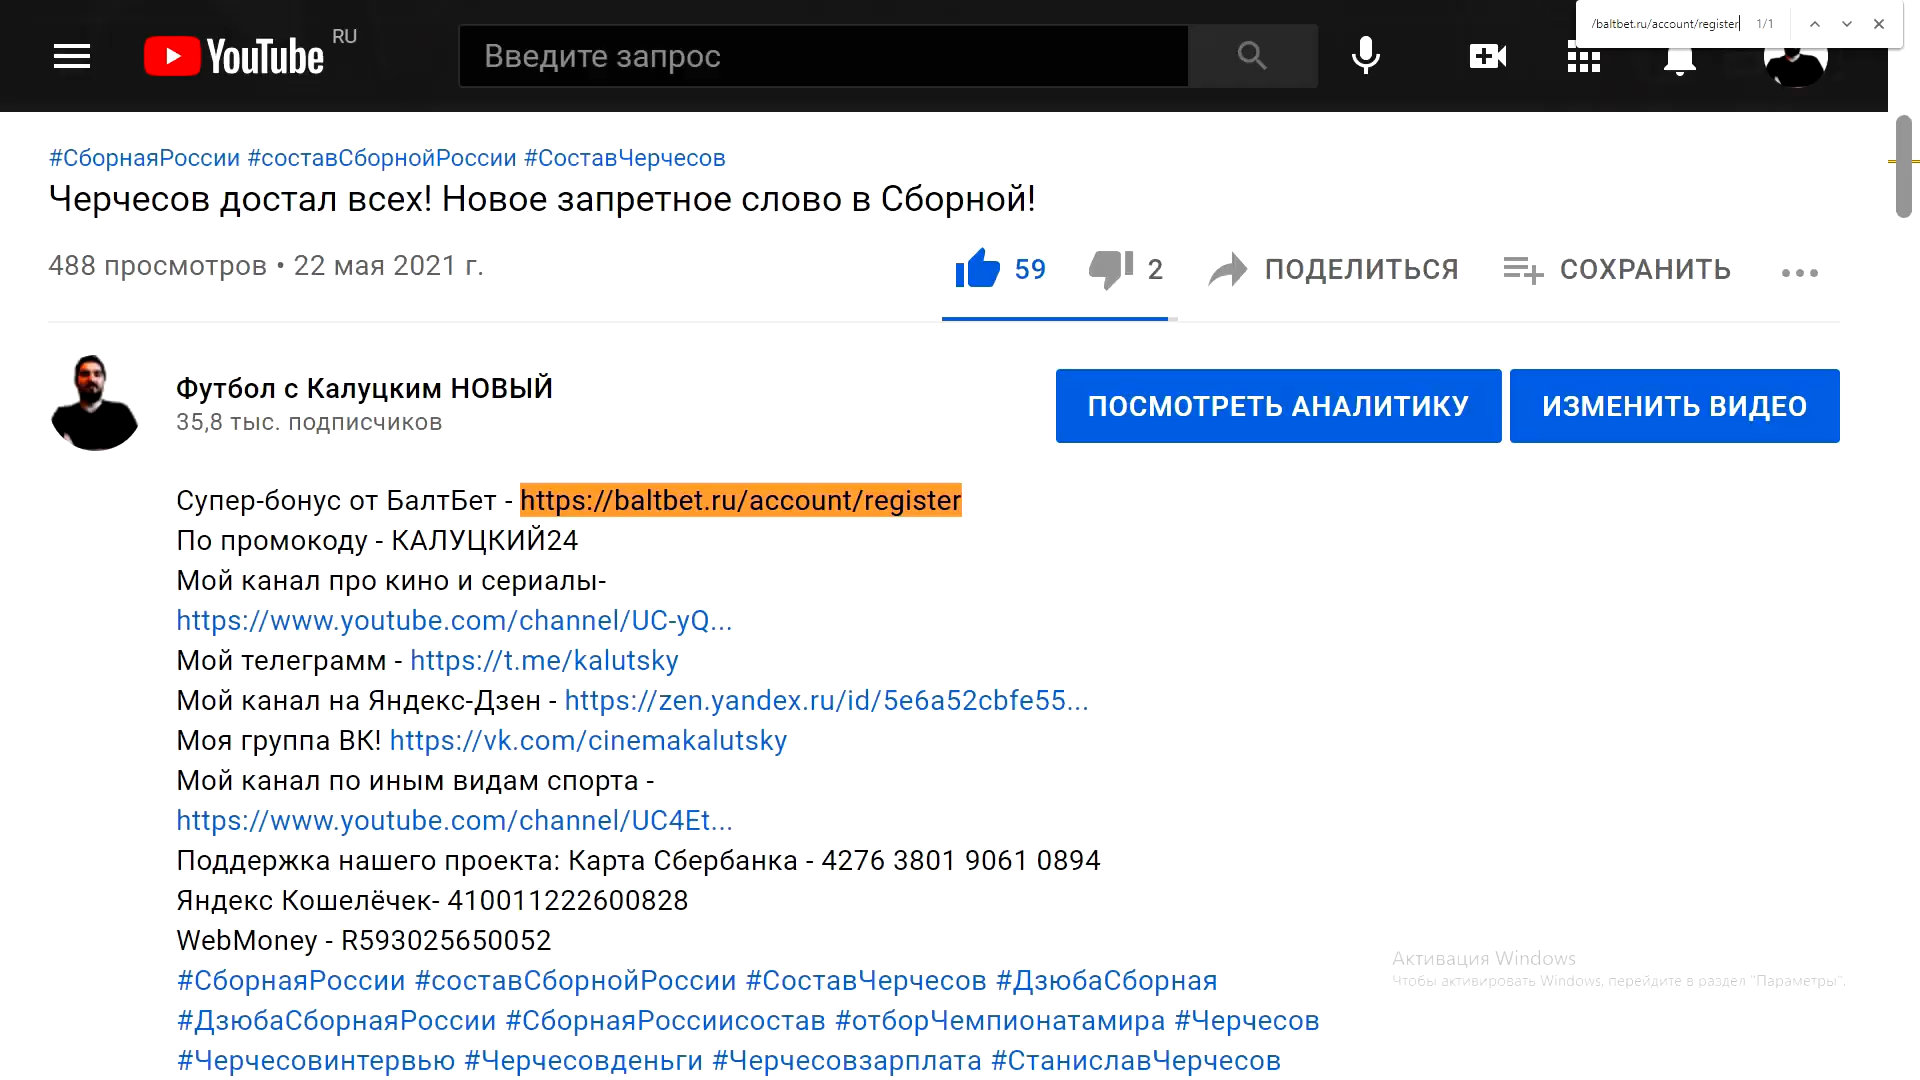 /baltbet.ru/account/register 1/1
YouTube RU
Введите запрос
#СборнаяРоссии #составСборнойРоссии #СоставЧерчесов
Черчесов достал всех! Новое запретное слово в Сборной!
488 просмотров • 22 мая 2021 г.
59 2 ПОДЕЛИТЬСЯ СОХРАНИТЬ ...
Футбол с Калуцким НОВЫЙ
35,8 тыс. подписчиков
ПОСМОТРЕТЬ АНАЛИТИКУ ИЗМЕНИТЬ ВИДЕО
Супер-бонус от БалтБет - https://baltbet.ru/account/register
По промокоду - КАЛУЦКИЙ24
Мой канал про кино и сериалы-
https://www.youtube.com/channel/UC-yQ...
Мой телеграмм - https://t.me/kalutsky
Мой канал на Яндекс-Дзен - https://zen.yandex.ru/id/5e6a52cbfe55...
Моя группа ВК! https://vk.com/cinemakalutsky
Мой канал по иным видам спорта -
https://www.youtube.com/channel/UC4Et...
Поддержка нашего проекта: Карта Сбербанка - 4276 3801 9061 0894
Яндекс Кошелёчек- 410011222600828
WebMoney - R593025650052
Активация Windows
Чтобы активировать Windows, перейдите в раздел "Параметры".
#СборнаяРоссии #составСборнойРоссии #СоставЧерчесов #ДзюбаСборная
#ДзюбаСборнаяРоссии #СборнаяРоссиисостав #отборЧемпионатамира #Черчесов
#Черчесовинтервью #Черчесовденьги #Черчесовзарплата #СтаниславЧерчесов